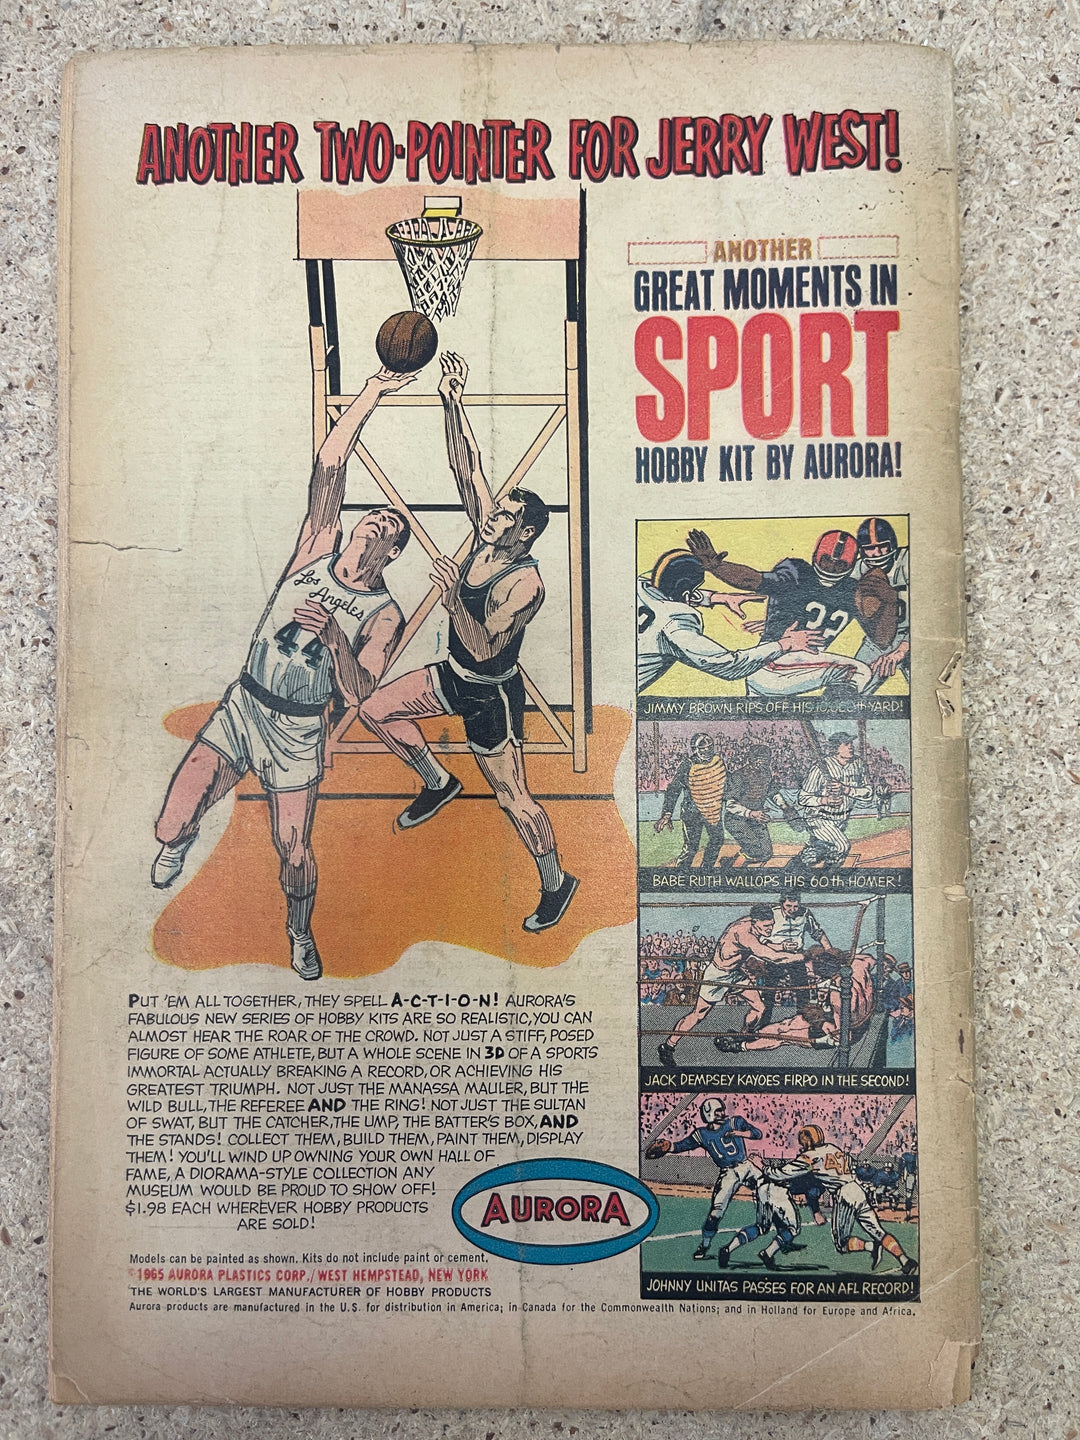 ANOTHER TWO-POINTER FOR JERRY WEST!
ANOTHER
GREAT MOMENTS IN
SPORT
HOBBY KIT BY AURORA!
Los
Angeles
44
32
JIMMY BROWN RIPS OFF HIS 10,000th YARD!
BABE RUTH WALLOPS HIS 60th HOMER!
JACK DEMPSEY KAYOES FIRPO IN THE SECOND!
15
JOHNNY UNITAS PASSES FOR AN AFL RECORD!
PUT 'EM ALL TOGETHER, THEY SPELL A-C-T-I-O-N! AURORA'S
FABULOUS NEW SERIES OF HOBBY KITS ARE SO REALISTIC, YOU CAN
ALMOST HEAR THE ROAR OF THE CROWD. NOT JUST A STIFF, POSED
FIGURE OF SOME ATHLETE, BUT A WHOLE SCENE IN 3D OF A SPORTS
IMMORTAL ACTUALLY BREAKING A RECORD, OR ACHIEVING HIS
GREATEST TRIUMPH. NOT JUST THE MANASSA MAULER, BUT THE
WILD BULL, THE REFEREE AND THE RING! NOT JUST THE SULTAN
OF SWAT, BUT THE CATCHER, THE UMP, THE BATTER'S BOX, AND
THE STANDS! COLLECT THEM, BUILD THEM, PAINT THEM, DISPLAY
THEM! YOU'LL WIND UP OWNING YOUR OWN HALL OF
FAME, A DIORAMA-STYLE COLLECTION ANY
MUSEUM WOULD BE PROUD TO SHOW OFF!
$1.98 EACH WHEREVER HOBBY PRODUCTS
ARE SOLD!
AURORA
Models can be painted as shown. Kits do not include paint or cement.
©1965 AURORA PLASTICS CORP./WEST HEMPSTEAD, NEW YORK
THE WORLD'S LARGEST MANUFACTURER OF HOBBY PRODUCTS
Aurora products are manufactured in the U.S. for distribution in America; in Canada for the Commonwealth Nations; and in Holland for Europe and Africa.